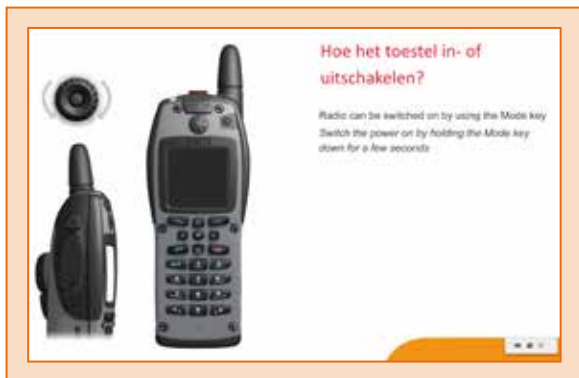 Hoe het toestel in- of
uitschakelen?
Radio can be switched on by using the Mode key
Switch the power on by holding the Mode key
down for a few seconds